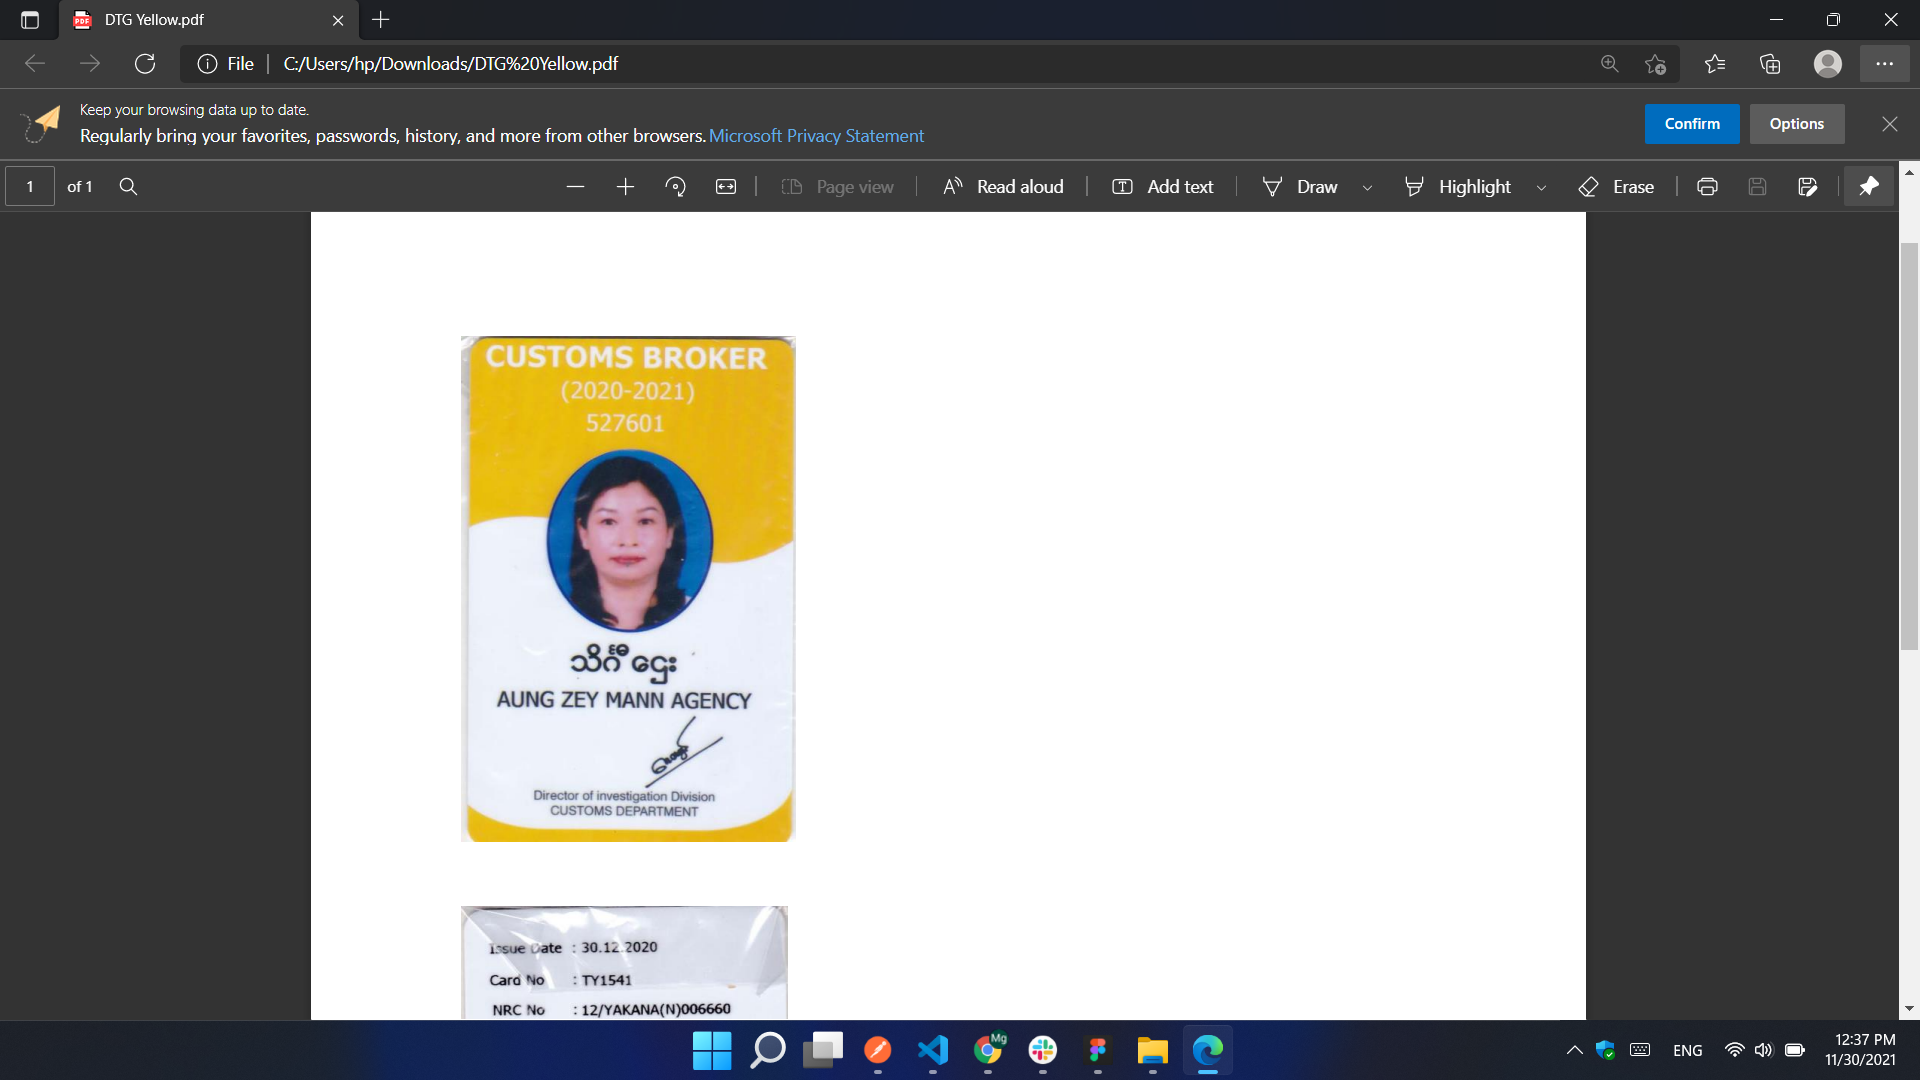 DTG Yellow.pdf
File
C:/Users/hp/Downloads/DTG%20Yellow.pdf
Keep your browsing data up to date.
Regularly bring your favorites, passwords, history, and more from other browsers. Microsoft Privacy Statement
Confirm
Options
1 of 1
Page view
Read aloud
Add text
Draw
Highlight
Erase
CUSTOMS BROKER
(2020-2021)
527601
သိင်္ဂီ ဌေး
AUNG ZEY MANN AGENCY
Director of investigation Division
CUSTOMS DEPARTMENT
Issue Date : 30.12.2020
Card No : TY1541
NRC No : 12/YAKANA(N)006660
Mg
ENG
12:37 PM
11/30/2021